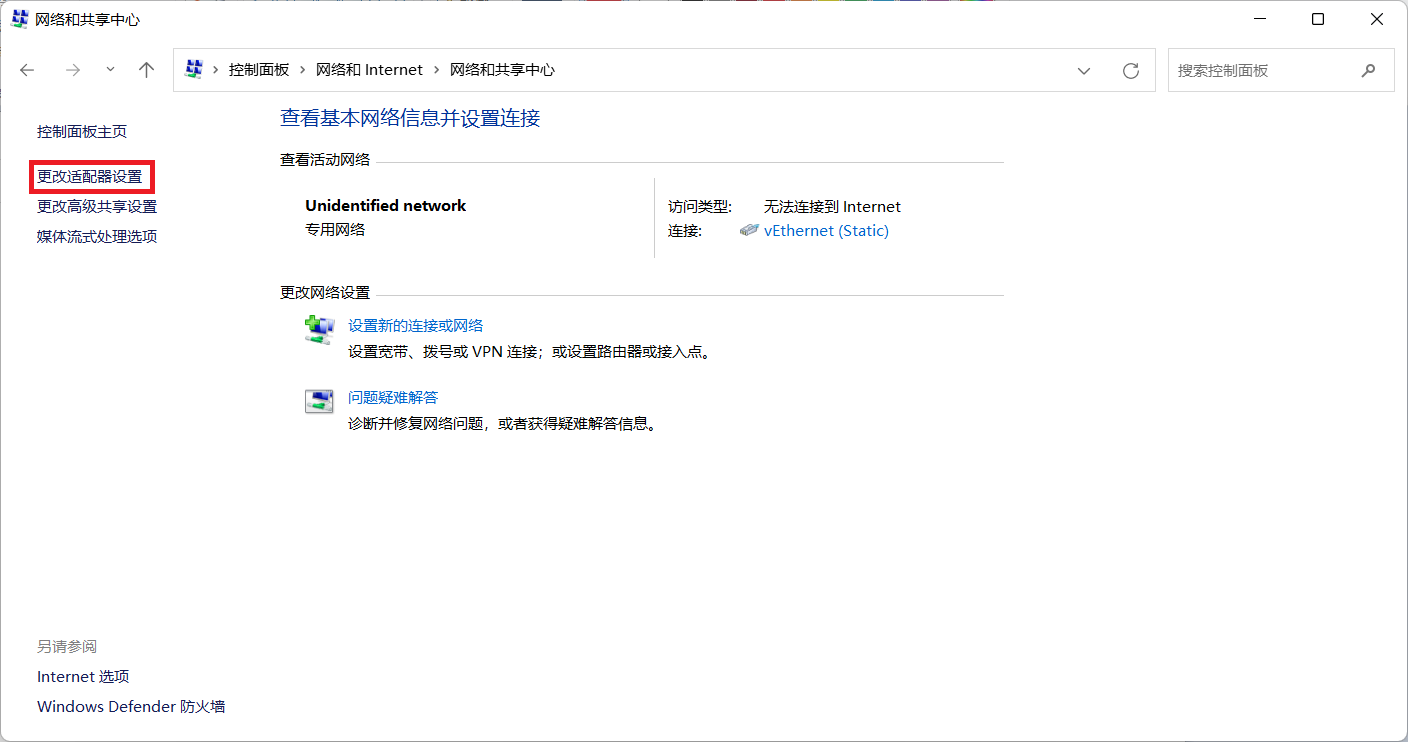 网络和共享中心
控制面板 网络和 Internet 网络和共享中心
搜索控制面板
控制面板主页
更改适配器设置
更改高级共享设置
媒体流式处理选项
查看基本网络信息并设置连接
查看活动网络
Unidentified network
专用网络
访问类型: 无法连接到 Internet
连接: vEthernet (Static)
更改网络设置
设置新的连接或网络
设置宽带、拨号或 VPN 连接；或设置路由器或接入点。
问题疑难解答
诊断并修复网络问题，或者获得疑难解答信息。
另请参阅
Internet 选项
Windows Defender 防火墙